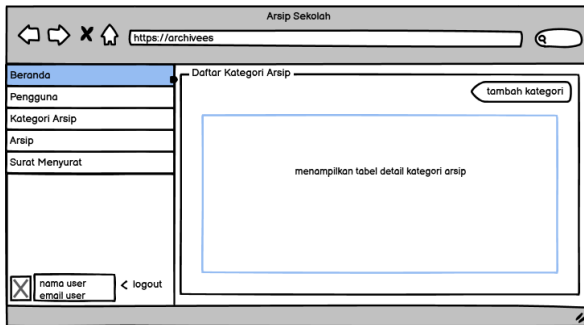 Arsip Sekolah
https://archivees
Beranda
Pengguna
Kategori Arsip
Arsip
Surat Menyurat
nama user
email user
< logout
Daftar Kategori Arsip
tambah kategori
menampilkan tabel detail kategori arsip